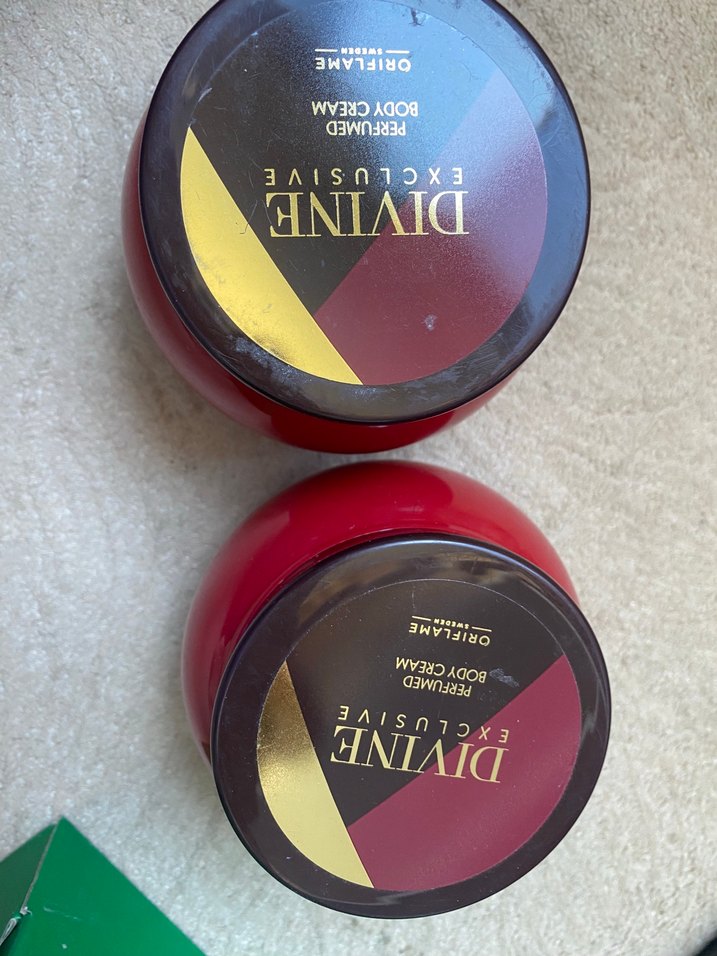 DIVINE
EXCLUSIVE
PERFUMED
BODY CREAM
ORIFLAME
SWEDEN
DIVINE
EXCLUSIVE
PERFUMED
BODY CREAM
ORIFLAME
SWEDEN